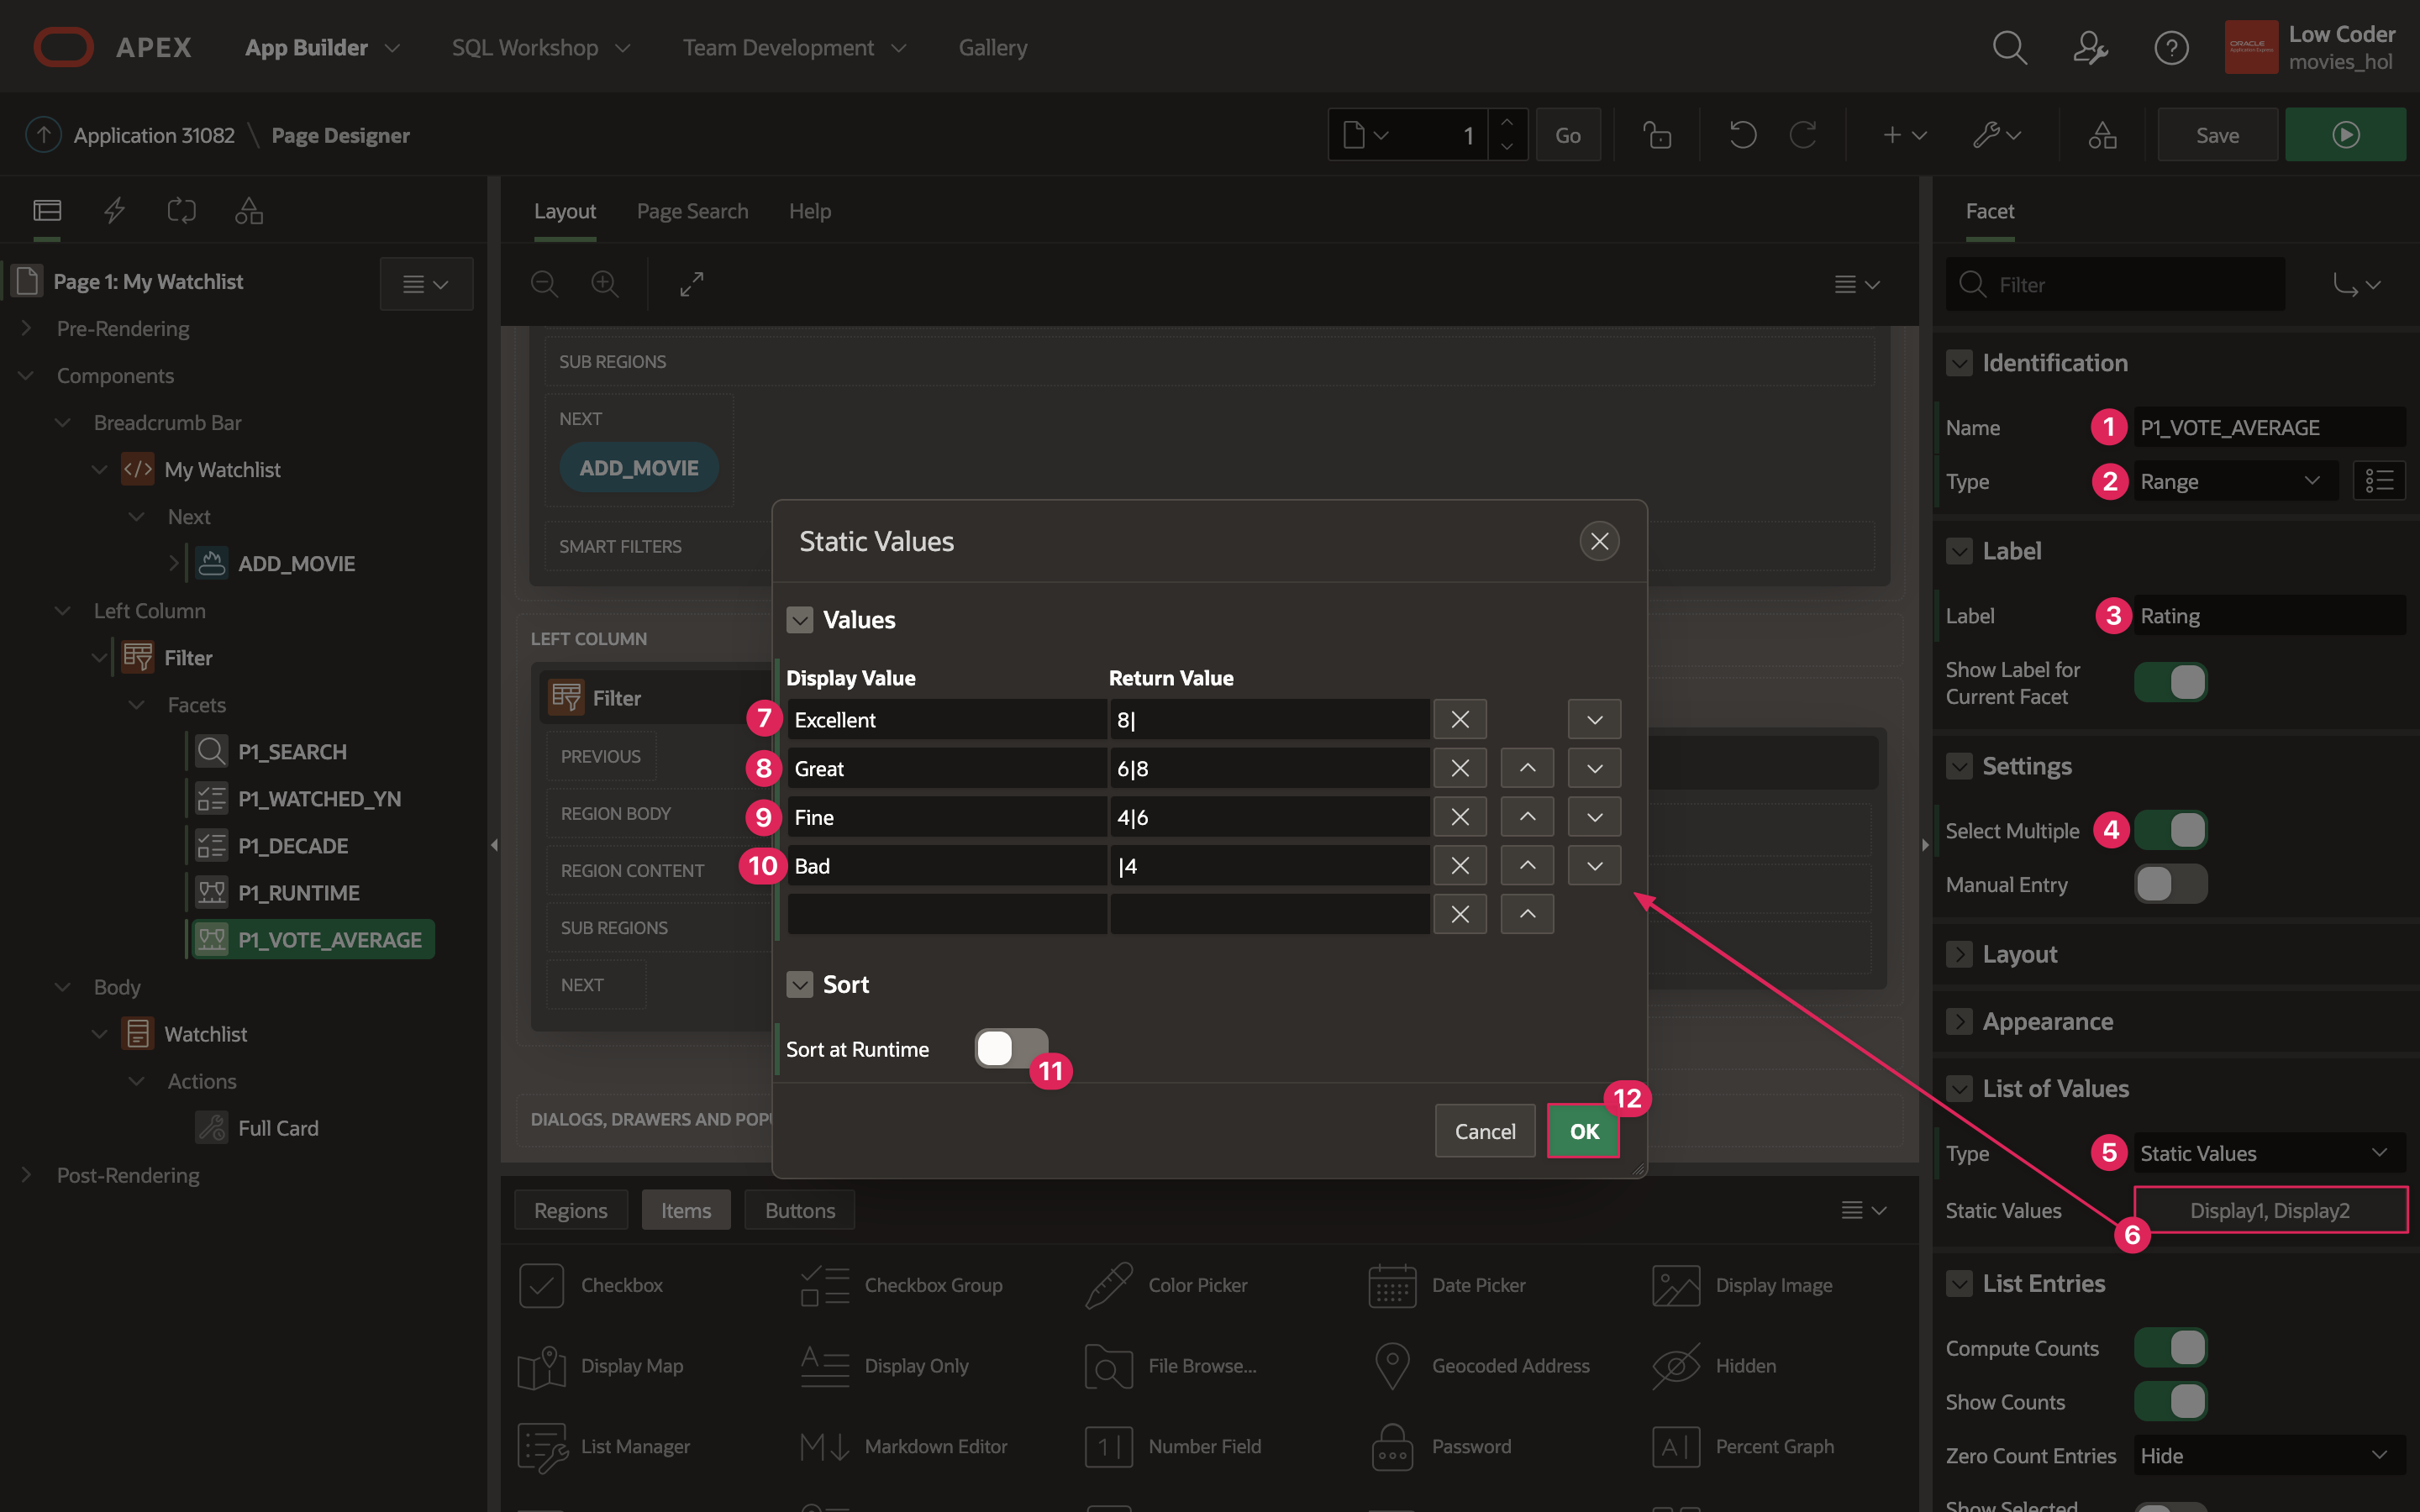 APEX
App Builder
SQL Workshop
Team Development
Gallery
ORACLE
Application Express
Low Coder
movies_hol
Application 31082 \ Page Designer
1
Go
Save
Page 1: My Watchlist
Pre-Rendering
Components
Breadcrumb Bar
My Watchlist
Next
ADD_MOVIE
Left Column
Filter
Facets
P1_SEARCH
P1_WATCHED_YN
P1_DECADE
P1_RUNTIME
P1_VOTE_AVERAGE
Body
Watchlist
Actions
Full Card
Post-Rendering
Layout
Page Search
Help
SUB REGIONS
NEXT
ADD_MOVIE
SMART FILTERS
LEFT COLUMN
Filter
PREVIOUS
REGION BODY
REGION CONTENT
SUB REGIONS
NEXT
DIALOGS, DRAWERS AND POPU
Static Values
Values
Display Value Return Value
7 Excellent 8|
8 Great 6|8
9 Fine 4|6
10 Bad |4
Sort
Sort at Runtime
11
Cancel
OK
12
Regions
Items
Buttons
Checkbox
Checkbox Group
Color Picker
Date Picker
Display Image
Display Map
Display Only
File Browse...
Geocoded Address
Hidden
List Manager
Markdown Editor
Number Field
Password
Percent Graph
Facet
Filter
Identification
Name 1 P1_VOTE_AVERAGE
Type 2 Range
Label
Label 3 Rating
Show Label for
Current Facet
Settings
Select Multiple 4
Manual Entry
Layout
Appearance
List of Values
Type 5 Static Values
Static Values Display1, Display2
6
List Entries
Compute Counts
Show Counts
Zero Count Entries Hide
Show Selected